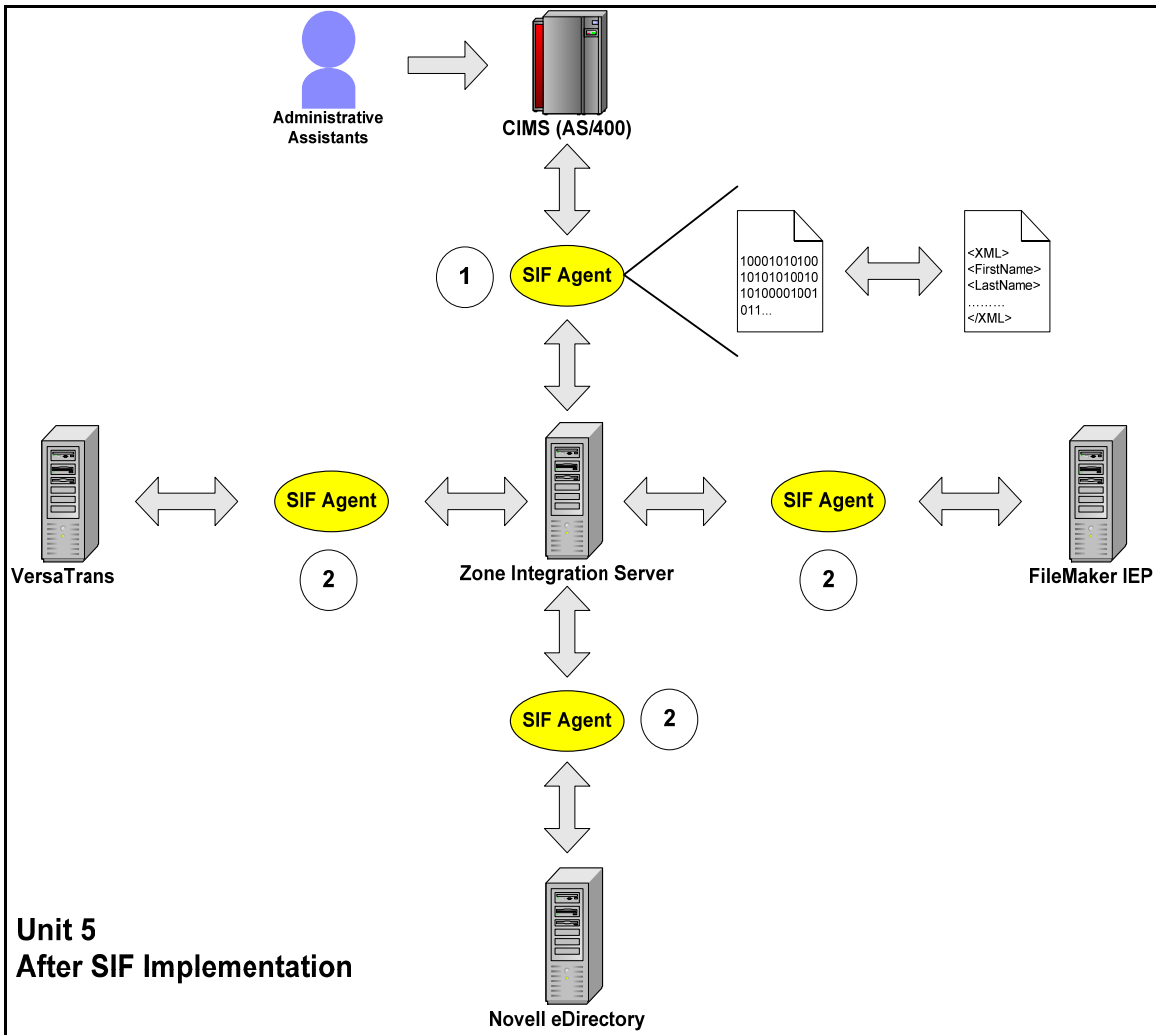 Administrative
Assistants
CIMS (AS/400)
1
SIF Agent
10001010100
10101010010
10100001001
011...
<XML>
<FirstName>
<LastName>
.........
</XML>
VersaTrans
SIF Agent
2
Zone Integration Server
SIF Agent
2
FileMaker IEP
SIF Agent
2
Unit 5
After SIF Implementation
Novell eDirectory